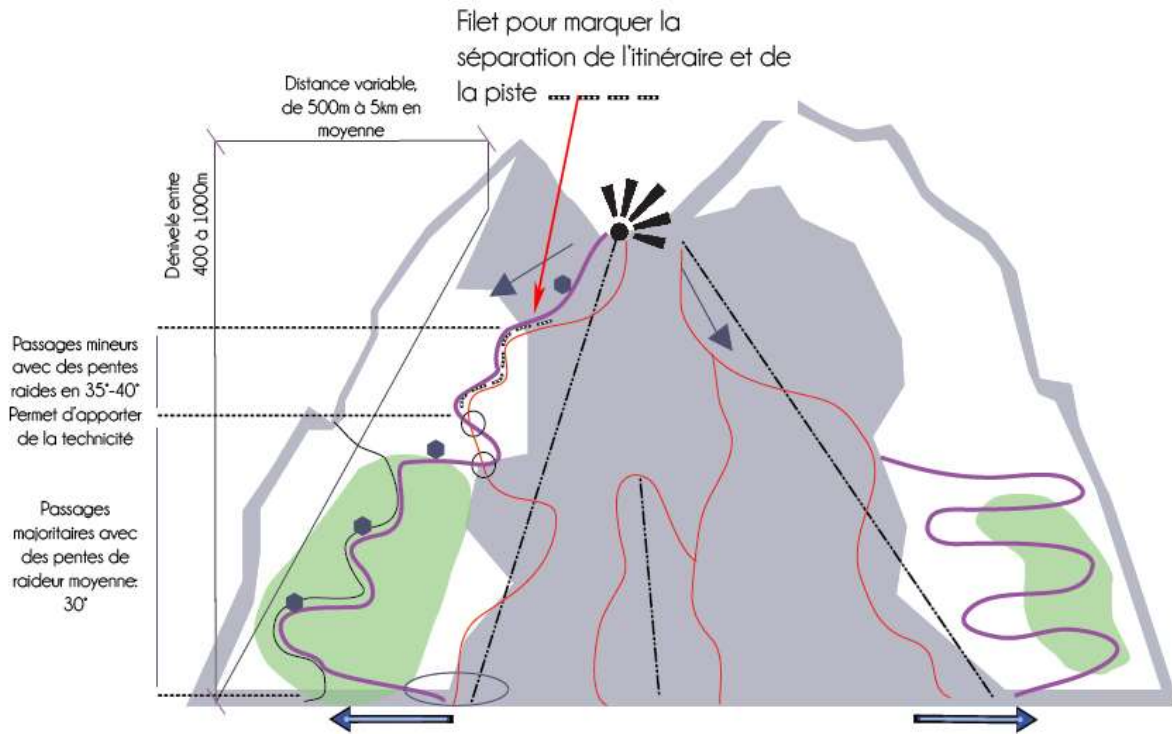 Filet pour marquer la
séparation de l'itinéraire et de
la piste
Distance variable,
de 500m à 5km en
moyenne
Dénivelé entre
400 à 1000m
Passages mineurs
avec des pentes
raides en 35°-40°
Permet d'apporter
de la technicité
Passages
majoritaires avec
des pentes de
raideur moyenne:
30°